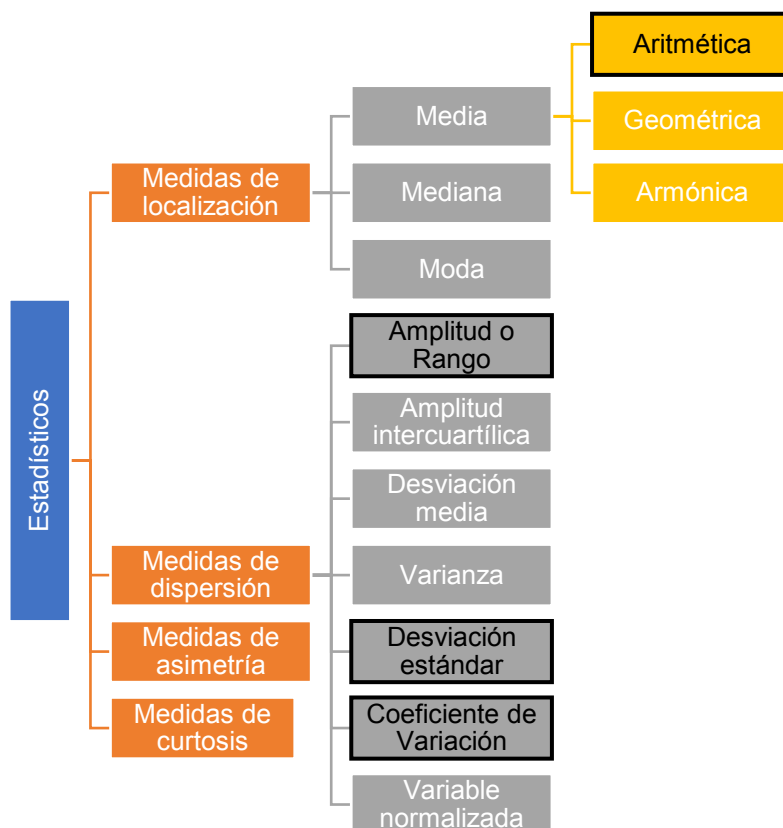 Estadísticos
Medidas de
localización
Media
Aritmética
Geométrica
Armónica
Mediana
Moda
Medidas de
dispersión
Amplitud o
Rango
Amplitud
intercuartílica
Desviación
media
Varianza
Desviación
estándar
Coeficiente de
Variación
Variable
normalizada
Medidas de
asimetría
Medidas de
curtosis